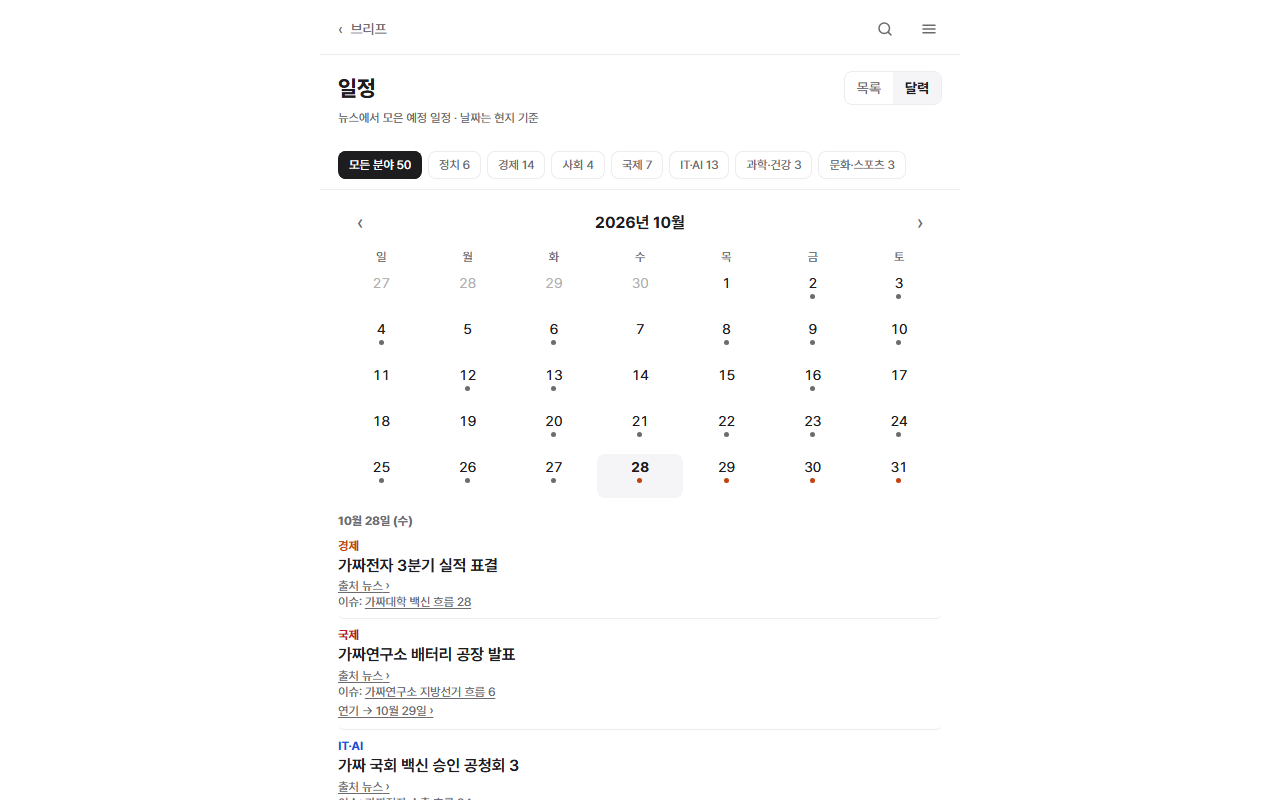 ‹ 브리프
일정
목록 달력
뉴스에서 모은 예정 일정 · 날짜는 현지 기준
모든 분야 50 정치 6 경제 14 사회 4 국제 7 IT·AI 13 과학·건강 3 문화·스포츠 3
‹ 2026년 10월 ›
일 월 화 수 목 금 토
27 28 29 30 1 2 3
4 5 6 7 8 9 10
11 12 13 14 15 16 17
18 19 20 21 22 23 24
25 26 27 28 29 30 31
10월 28일 (수)
경제
가짜전자 3분기 실적 표결
출처 뉴스 ›
이슈: 가짜대학 백신 흐름 28
국제
가짜연구소 배터리 공장 발표
출처 뉴스 ›
이슈: 가짜연구소 지방선거 흐름 6
연기 → 10월 29일 ›
IT·AI
가짜 국회 백신 승인 공청회 3
출처 뉴스 ›